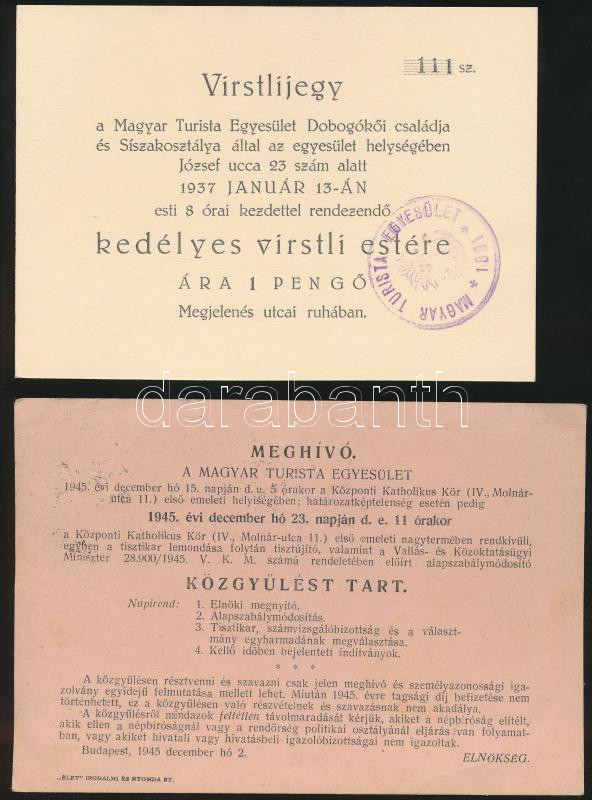 111 sz.
Virstlijegy
a Magyar Turista Egyesület Dobogókői családja
és Síszakosztálya által az egyesület helységében
József ucca 23 szám alatt
1937 JANUÁR 13-ÁN
esti 8 órai kezdettel rendezendő
kedélyes virstli estére
ÁRA 1 PENGŐ
Megjelenés utcai ruhában.
MAGYAR TURISTA EGYESÜLET * 1891 *
darabanth
MEGHÍVÓ.
A MAGYAR TURISTA EGYESÜLET
1945. évi december hó 15. napján d. u. 5 órakor a Központi Katholikus Kör (IV., Molnár-
utca 11.) első emeleti helyiségében; határozatképtelenség esetén pedig
1945. évi december hó 23. napján d. e. 11 órakor
a Központi Katholikus Kör (IV., Molnár-utca 11.) első emeleti nagytermében rendkívüli,
egyben a tisztikar lemondása folytán tisztújító, valamint a Vallás- és Közoktatásügyi
Miniszter 28.900/1945. V. K. M. számú rendeletében előírt alapszabálymódosító
KÖZGYŰLÉST TART.
Napirend: 1. Elnöki megnyitó.
2. Alapszabálymódosítás.
3. Tisztikar, számvizsgálóbizottság és a választ-
mány egyharmadának megválasztása.
4. Kellő időben bejelentett indítványok.
* * *
A közgyűlésen résztvenni és szavazni csak jelen meghívó és személyazonossági iga-
zolvány egyidejű felmutatása mellett lehet. Miután 1945. évre tagsági díj befizetése nem
történhetett, ez a közgyűlésen való részvételnek és szavazásnak nem akadálya.
A közgyűlésről mindazok feltétlen távolmaradását kérjük, akiket a népbíróság elítélt,
akik ellen a népbíróságnál vagy a rendőrség politikai osztályánál eljárás van folyamat-
ban, vagy akiket hivatali vagy hivatásbeli igazolóbizottságai nem igazoltak.
Budapest, 1945 december hó 2.
ELNÖKSÉG.
„ÉLET" IRODALMI ÉS NYOMDA RT.